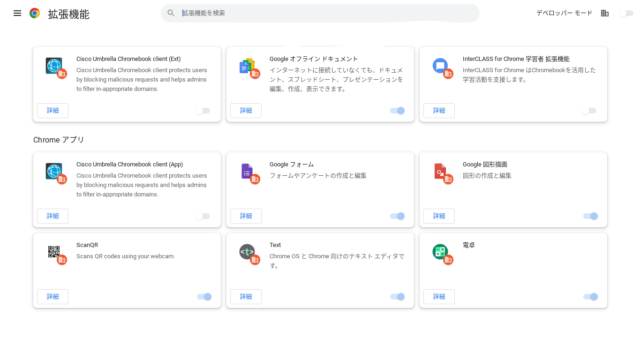 拡張機能
拡張機能を検索
デベロッパー モード
Cisco Umbrella Chromebook client (Ext)
Cisco Umbrella Chromebook client protects users
by blocking malicious requests and helps admins
to filter in-appropriate domains.
詳細
Google オフライン ドキュメント
インターネットに接続していなくても、ドキュメ
ント、スプレッドシート、プレゼンテーションを
編集、作成、表示できます。
詳細
InterCLASS for Chrome 学習者 拡張機能
InterCLASS for Chrome はChromebookを活用した
学習活動を支援します。
詳細
Chrome アプリ
Cisco Umbrella Chromebook client (App)
Cisco Umbrella Chromebook client protects users
by blocking malicious requests and helps admins
to filter in-appropriate domains.
詳細
Google フォーム
フォームやアンケートの作成と編集
詳細
Google 図形描画
図形の作成と編集
詳細
ScanQR
Scans QR codes using your webcam.
詳細
<t>
Text
Chrome OS と Chrome 向けのテキスト エディタで
す。
詳細
電卓
詳細